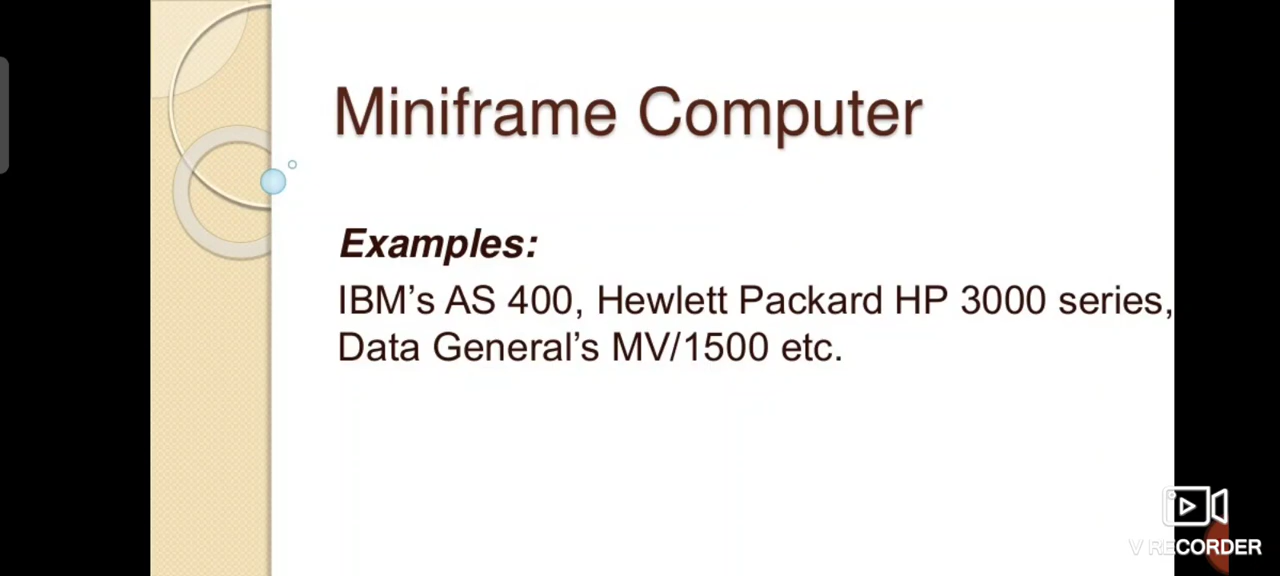 Miniframe Computer
Examples:
IBM’s AS 400, Hewlett Packard HP 3000 series,
Data General’s MV/1500 etc.
V RECORDER